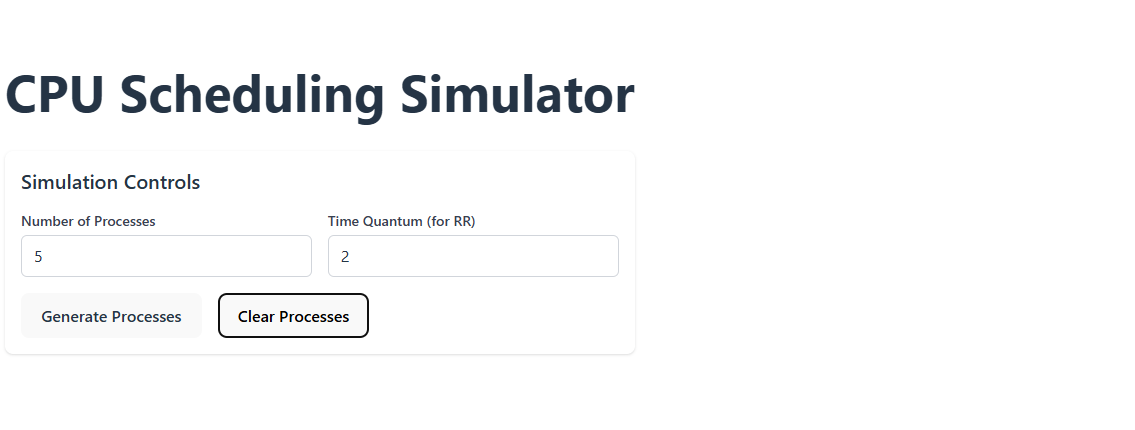 CPU Scheduling Simulator
Simulation Controls
Number of Processes
Time Quantum (for RR)
5
2
Generate Processes
Clear Processes